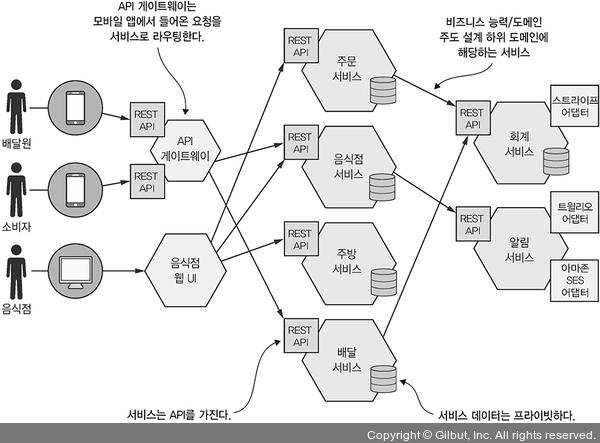 API 게이트웨이는
모바일 앱에서 들어온 요청을
서비스로 라우팅한다.
비즈니스 능력/도메인
주도 설계 하위 도메인에
해당하는 서비스
REST
API
주문
서비스
스트라이프
어댑터
REST
API
회계
서비스
배달원
REST
API
API
게이트웨이
REST
API
음식점
서비스
소비자
REST
API
트윌리오
어댑터
REST
API
알림
서비스
아마존
SES
어댑터
음식점
음식점
웹 UI
REST
API
주방
서비스
REST
API
배달
서비스
서비스는 API를 가진다.
서비스 데이터는 프라이빗하다.
Copyright © Gilbut, Inc. All rights reserved.